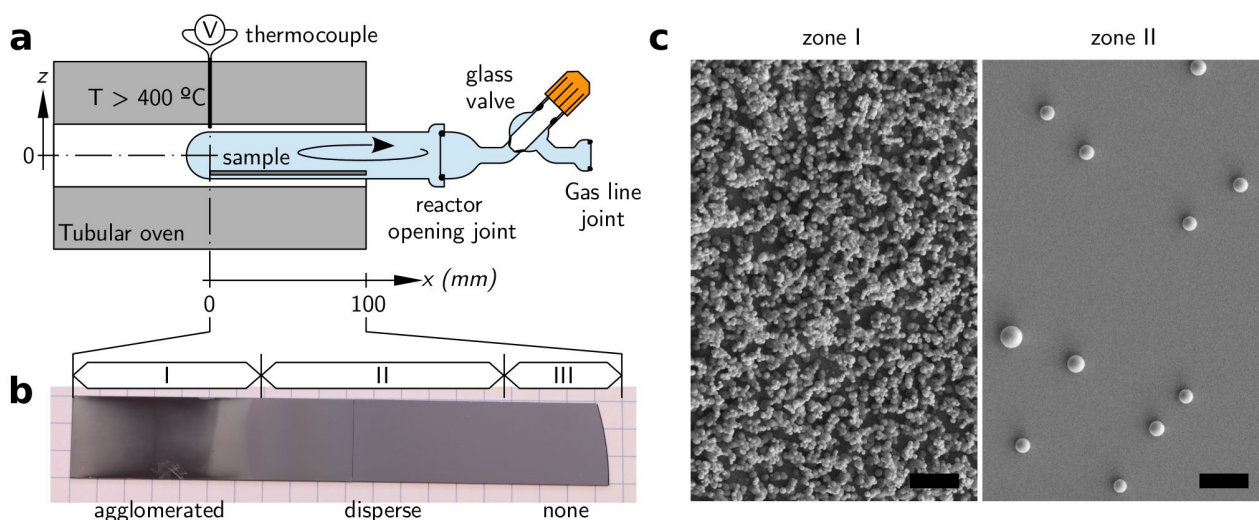 a
V
thermocouple
z
T > 400 ºC
glass
valve
0
sample
Gas line
joint
reactor
opening joint
Tubular oven
x (mm)
0
100
b
I
II
III
agglomerated
disperse
none
c
zone I
zone II